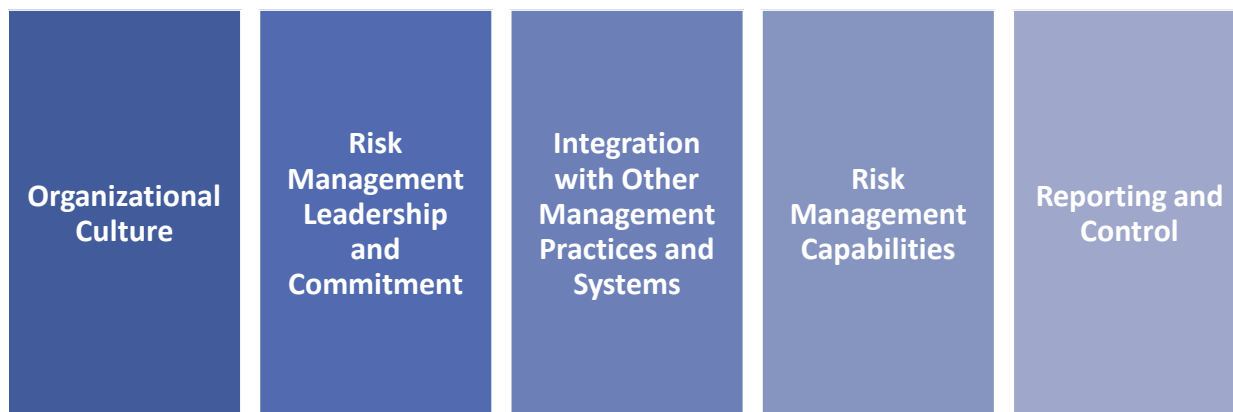 Organizational
Culture
Risk
Management
Leadership
and
Commitment
Integration
with Other
Management
Practices and
Systems
Risk
Management
Capabilities
Reporting and
Control